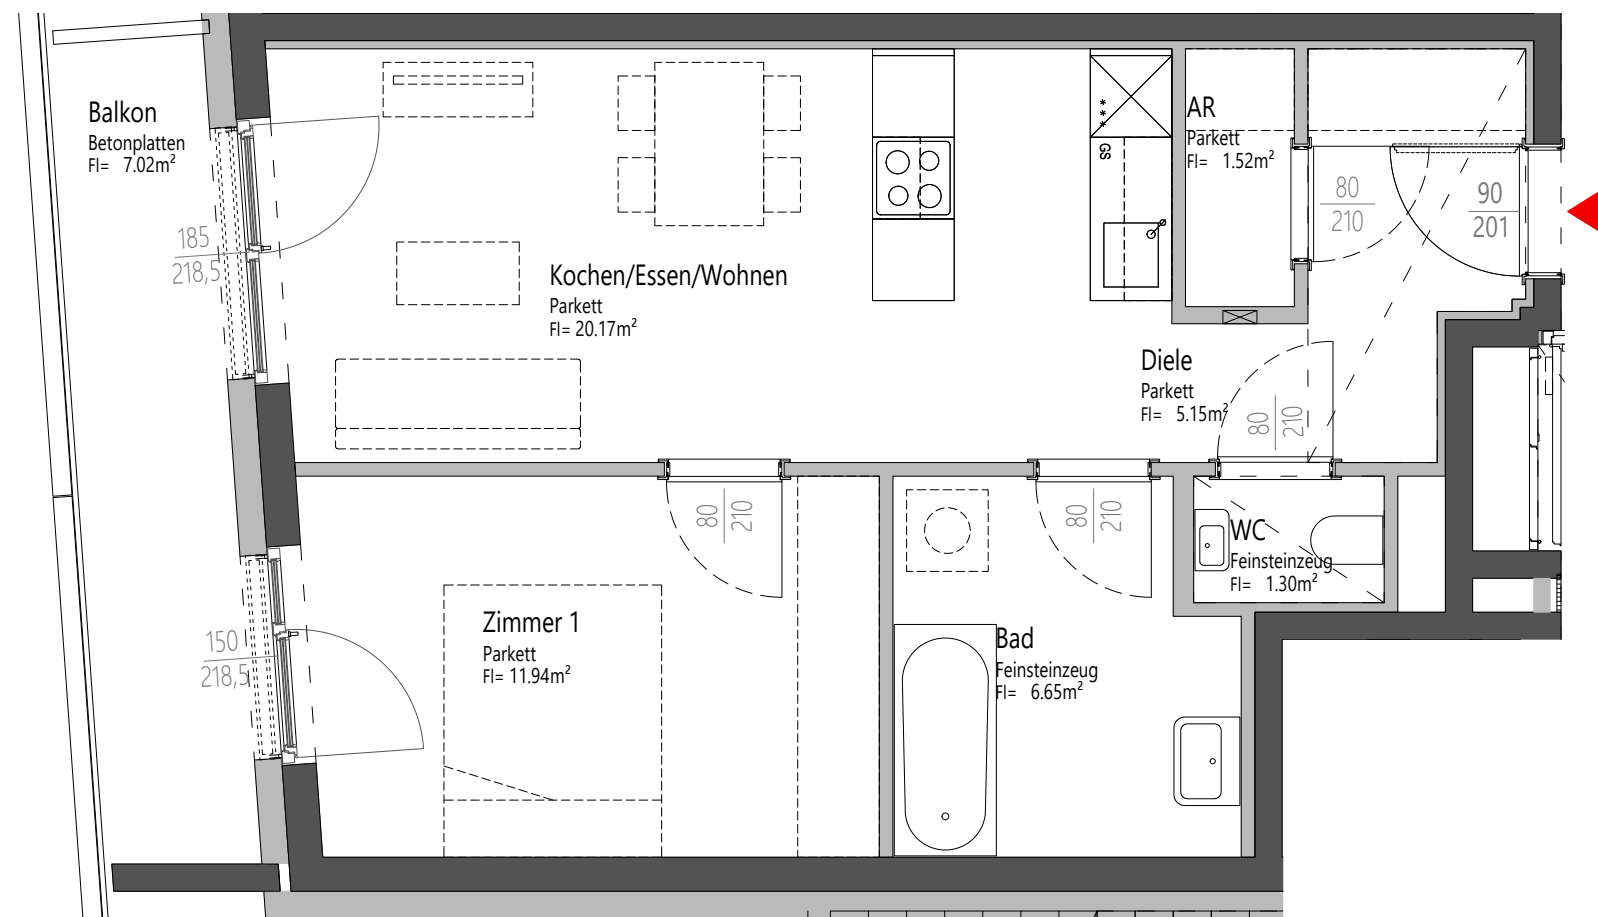 Balkon
Betonplatten
Fl= 7.02m²
185
218,5
Kochen/Essen/Wohnen
Parkett
Fl= 20.17m²
***
GS
AR
Parkett
Fl= 1.52m²
80
210
90
201
Diele
Parkett
Fl= 5.15m²
80
210
80
210
80
210
WC
Feinsteinzeug
Fl= 1.30m²
150
218,5
Zimmer 1
Parkett
Fl= 11.94m²
Bad
Feinsteinzeug
Fl= 6.65m²